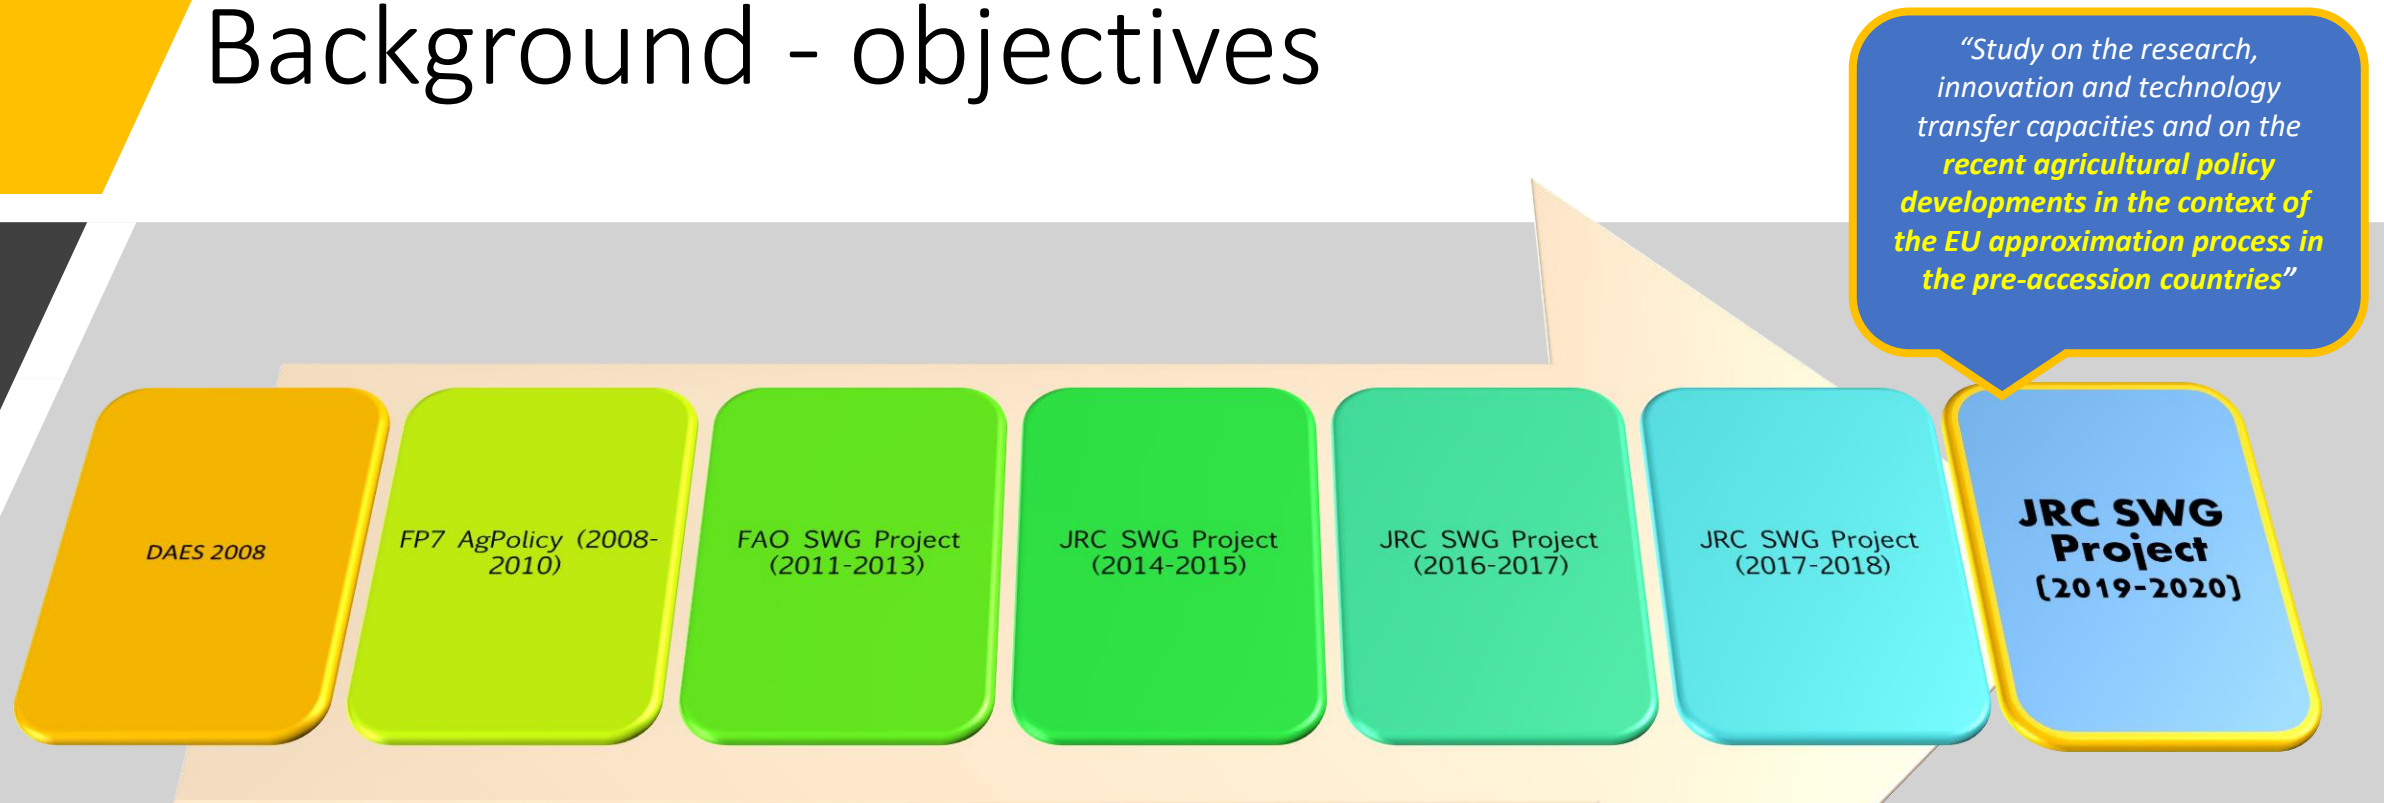 Background - objectives
“Study on the research,
innovation and technology
transfer capacities and on the
recent agricultural policy
developments in the context of
the EU approximation process in
the pre-accession countries”
DAES 2008
FP7 AgPolicy (2008-
2010)
FAO SWG Project
(2011-2013)
JRC SWG Project
(2014-2015)
JRC SWG Project
(2016-2017)
JRC SWG Project
(2017-2018)
JRC SWG
Project
(2019-2020)